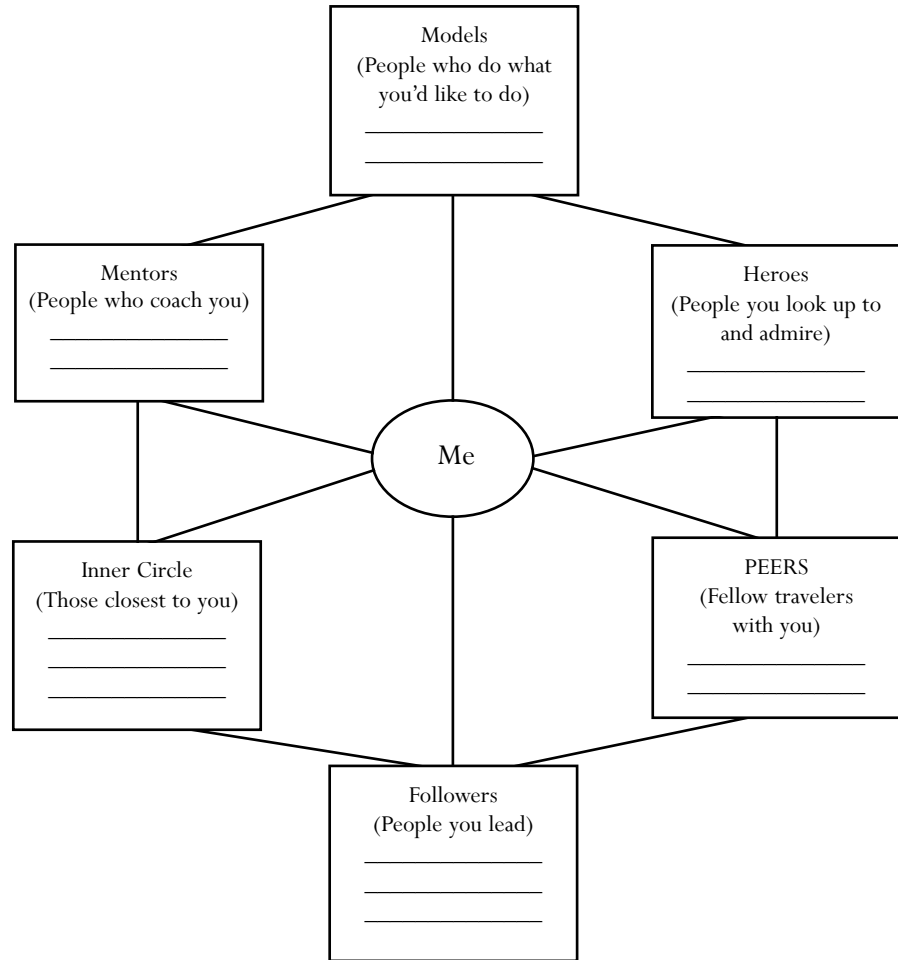 Models
(People who do what
you’d like to do)
Mentors
(People who coach you)
Heroes
(People you look up to
and admire)
Me
Inner Circle
(Those closest to you)
PEERS
(Fellow travelers
with you)
Followers
(People you lead)